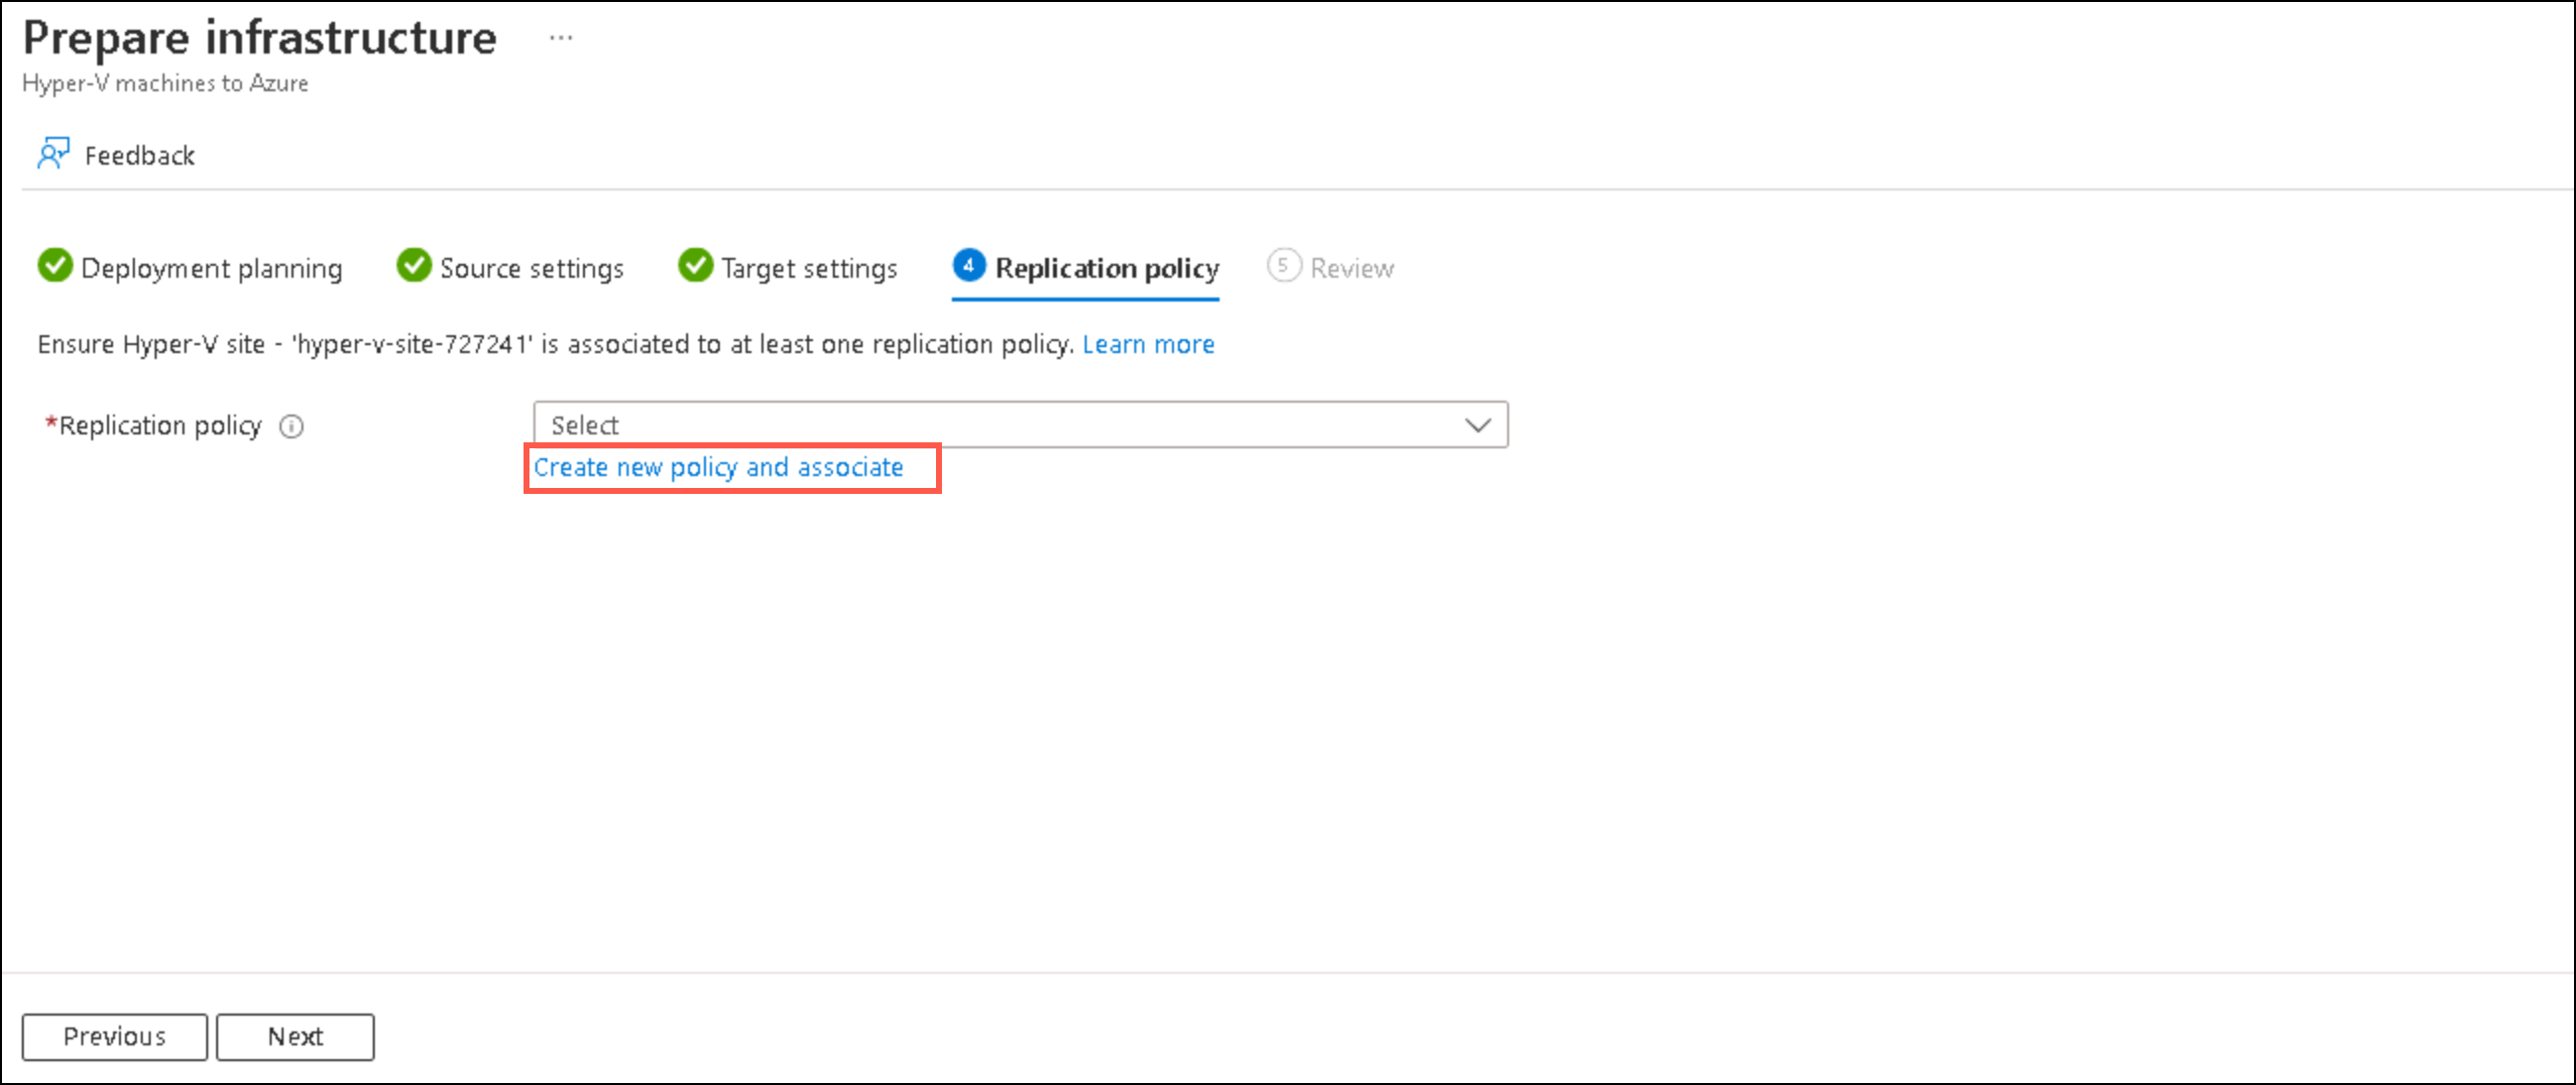 Prepare infrastructure ...
Hyper-V machines to Azure
Feedback
Deployment planning Source settings Target settings 4 Replication policy 5 Review
Ensure Hyper-V site - 'hyper-v-site-727241' is associated to at least one replication policy. Learn more
*Replication policy Select
Create new policy and associate
Previous Next